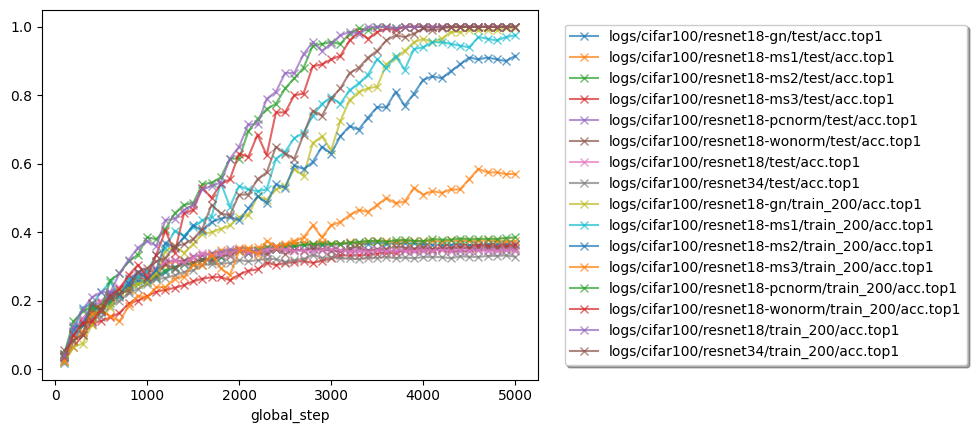 1.0
0.8
0.6
0.4
0.2
0.0
0
1000
2000
3000
4000
5000
global_step
logs/cifar100/resnet18-gn/test/acc.top1
logs/cifar100/resnet18-ms1/test/acc.top1
logs/cifar100/resnet18-ms2/test/acc.top1
logs/cifar100/resnet18-ms3/test/acc.top1
logs/cifar100/resnet18-pcnorm/test/acc.top1
logs/cifar100/resnet18-wonorm/test/acc.top1
logs/cifar100/resnet18/test/acc.top1
logs/cifar100/resnet34/test/acc.top1
logs/cifar100/resnet18-gn/train_200/acc.top1
logs/cifar100/resnet18-ms1/train_200/acc.top1
logs/cifar100/resnet18-ms2/train_200/acc.top1
logs/cifar100/resnet18-ms3/train_200/acc.top1
logs/cifar100/resnet18-pcnorm/train_200/acc.top1
logs/cifar100/resnet18-wonorm/train_200/acc.top1
logs/cifar100/resnet18/train_200/acc.top1
logs/cifar100/resnet34/train_200/acc.top1